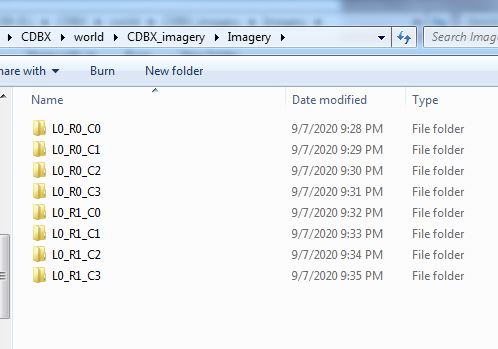 CDBX world CDBX_imagery Imagery Search Imag
hare with Burn New folder
Name Date modified Type
L0_R0_C0 9/7/2020 9:28 PM File folder
L0_R0_C1 9/7/2020 9:29 PM File folder
L0_R0_C2 9/7/2020 9:30 PM File folder
L0_R0_C3 9/7/2020 9:31 PM File folder
L0_R1_C0 9/7/2020 9:32 PM File folder
L0_R1_C1 9/7/2020 9:33 PM File folder
L0_R1_C2 9/7/2020 9:34 PM File folder
L0_R1_C3 9/7/2020 9:35 PM File folder